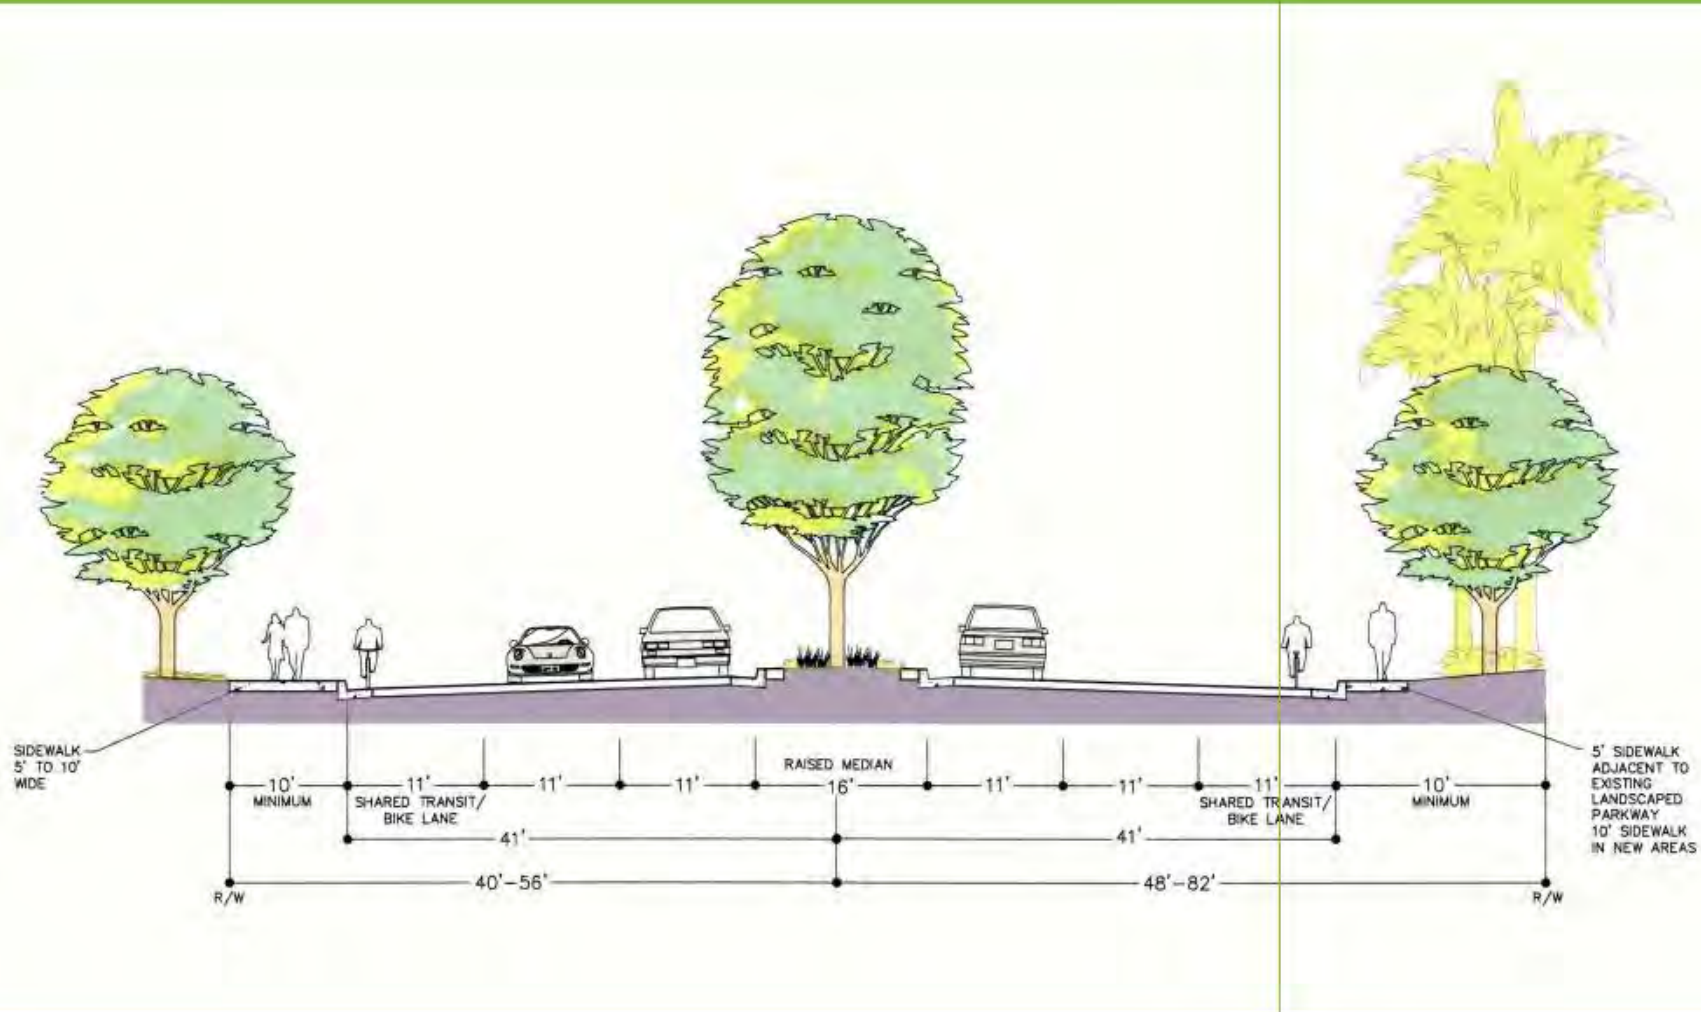 SIDEWALK
5' TO 10'
WIDE
10'
MINIMUM
11'
SHARED TRANSIT/
BIKE LANE
11'
11'
RAISED MEDIAN
16'
11'
11'
11'
SHARED TRANSIT/
BIKE LANE
10'
MINIMUM
5' SIDEWALK
ADJACENT TO
EXISTING
LANDSCAPED
PARKWAY
10' SIDEWALK
IN NEW AREAS
41'
41'
40'-56'
48'-82'
R/W
R/W